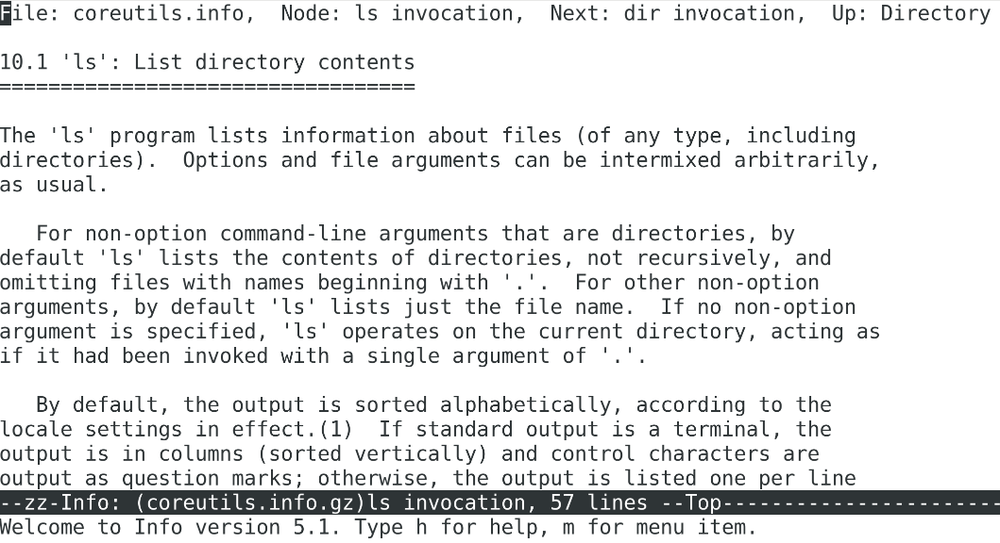 File: coreutils.info,  Node: ls invocation,  Next: dir invocation,  Up: Directory
10.1 'ls': List directory contents
==================================
The 'ls' program lists information about files (of any type, including
directories).  Options and file arguments can be intermixed arbitrarily,
as usual.
   For non-option command-line arguments that are directories, by
default 'ls' lists the contents of directories, not recursively, and
omitting files with names beginning with '.'.  For other non-option
arguments, by default 'ls' lists just the file name.  If no non-option
argument is specified, 'ls' operates on the current directory, acting as
if it had been invoked with a single argument of '.'.
   By default, the output is sorted alphabetically, according to the
locale settings in effect.(1)  If standard output is a terminal, the
output is in columns (sorted vertically) and control characters are
output as question marks; otherwise, the output is listed one per line
--zz-Info: (coreutils.info.gz)ls invocation, 57 lines --Top-----------------------
Welcome to Info version 5.1. Type h for help, m for menu item.